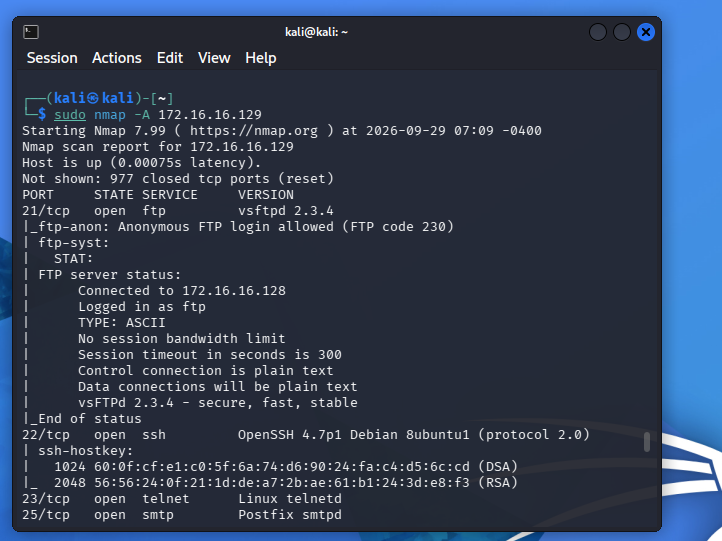 kali@kali: ~
Session Actions Edit View Help
┌──(kali㉿kali)-[~]
└─$ sudo nmap -A 172.16.16.129
Starting Nmap 7.99 ( https://nmap.org ) at 2026-09-29 07:09 -0400
Nmap scan report for 172.16.16.129
Host is up (0.00075s latency).
Not shown: 977 closed tcp ports (reset)
PORT     STATE SERVICE     VERSION
21/tcp   open  ftp         vsftpd 2.3.4
|_ftp-anon: Anonymous FTP login allowed (FTP code 230)
| ftp-syst:
|   STAT:
| FTP server status:
|      Connected to 172.16.16.128
|      Logged in as ftp
|      TYPE: ASCII
|      No session bandwidth limit
|      Session timeout in seconds is 300
|      Control connection is plain text
|      Data connections will be plain text
|      vsFTPd 2.3.4 - secure, fast, stable
|_End of status
22/tcp   open  ssh         OpenSSH 4.7p1 Debian 8ubuntu1 (protocol 2.0)
| ssh-hostkey:
|   1024 60:0f:cf:e1:c0:5f:6a:74:d6:90:24:fa:c4:d5:6c:cd (DSA)
|_  2048 56:56:24:0f:21:1d:de:a7:2b:ae:61:b1:24:3d:e8:f3 (RSA)
23/tcp   open  telnet      Linux telnetd
25/tcp   open  smtp        Postfix smtpd